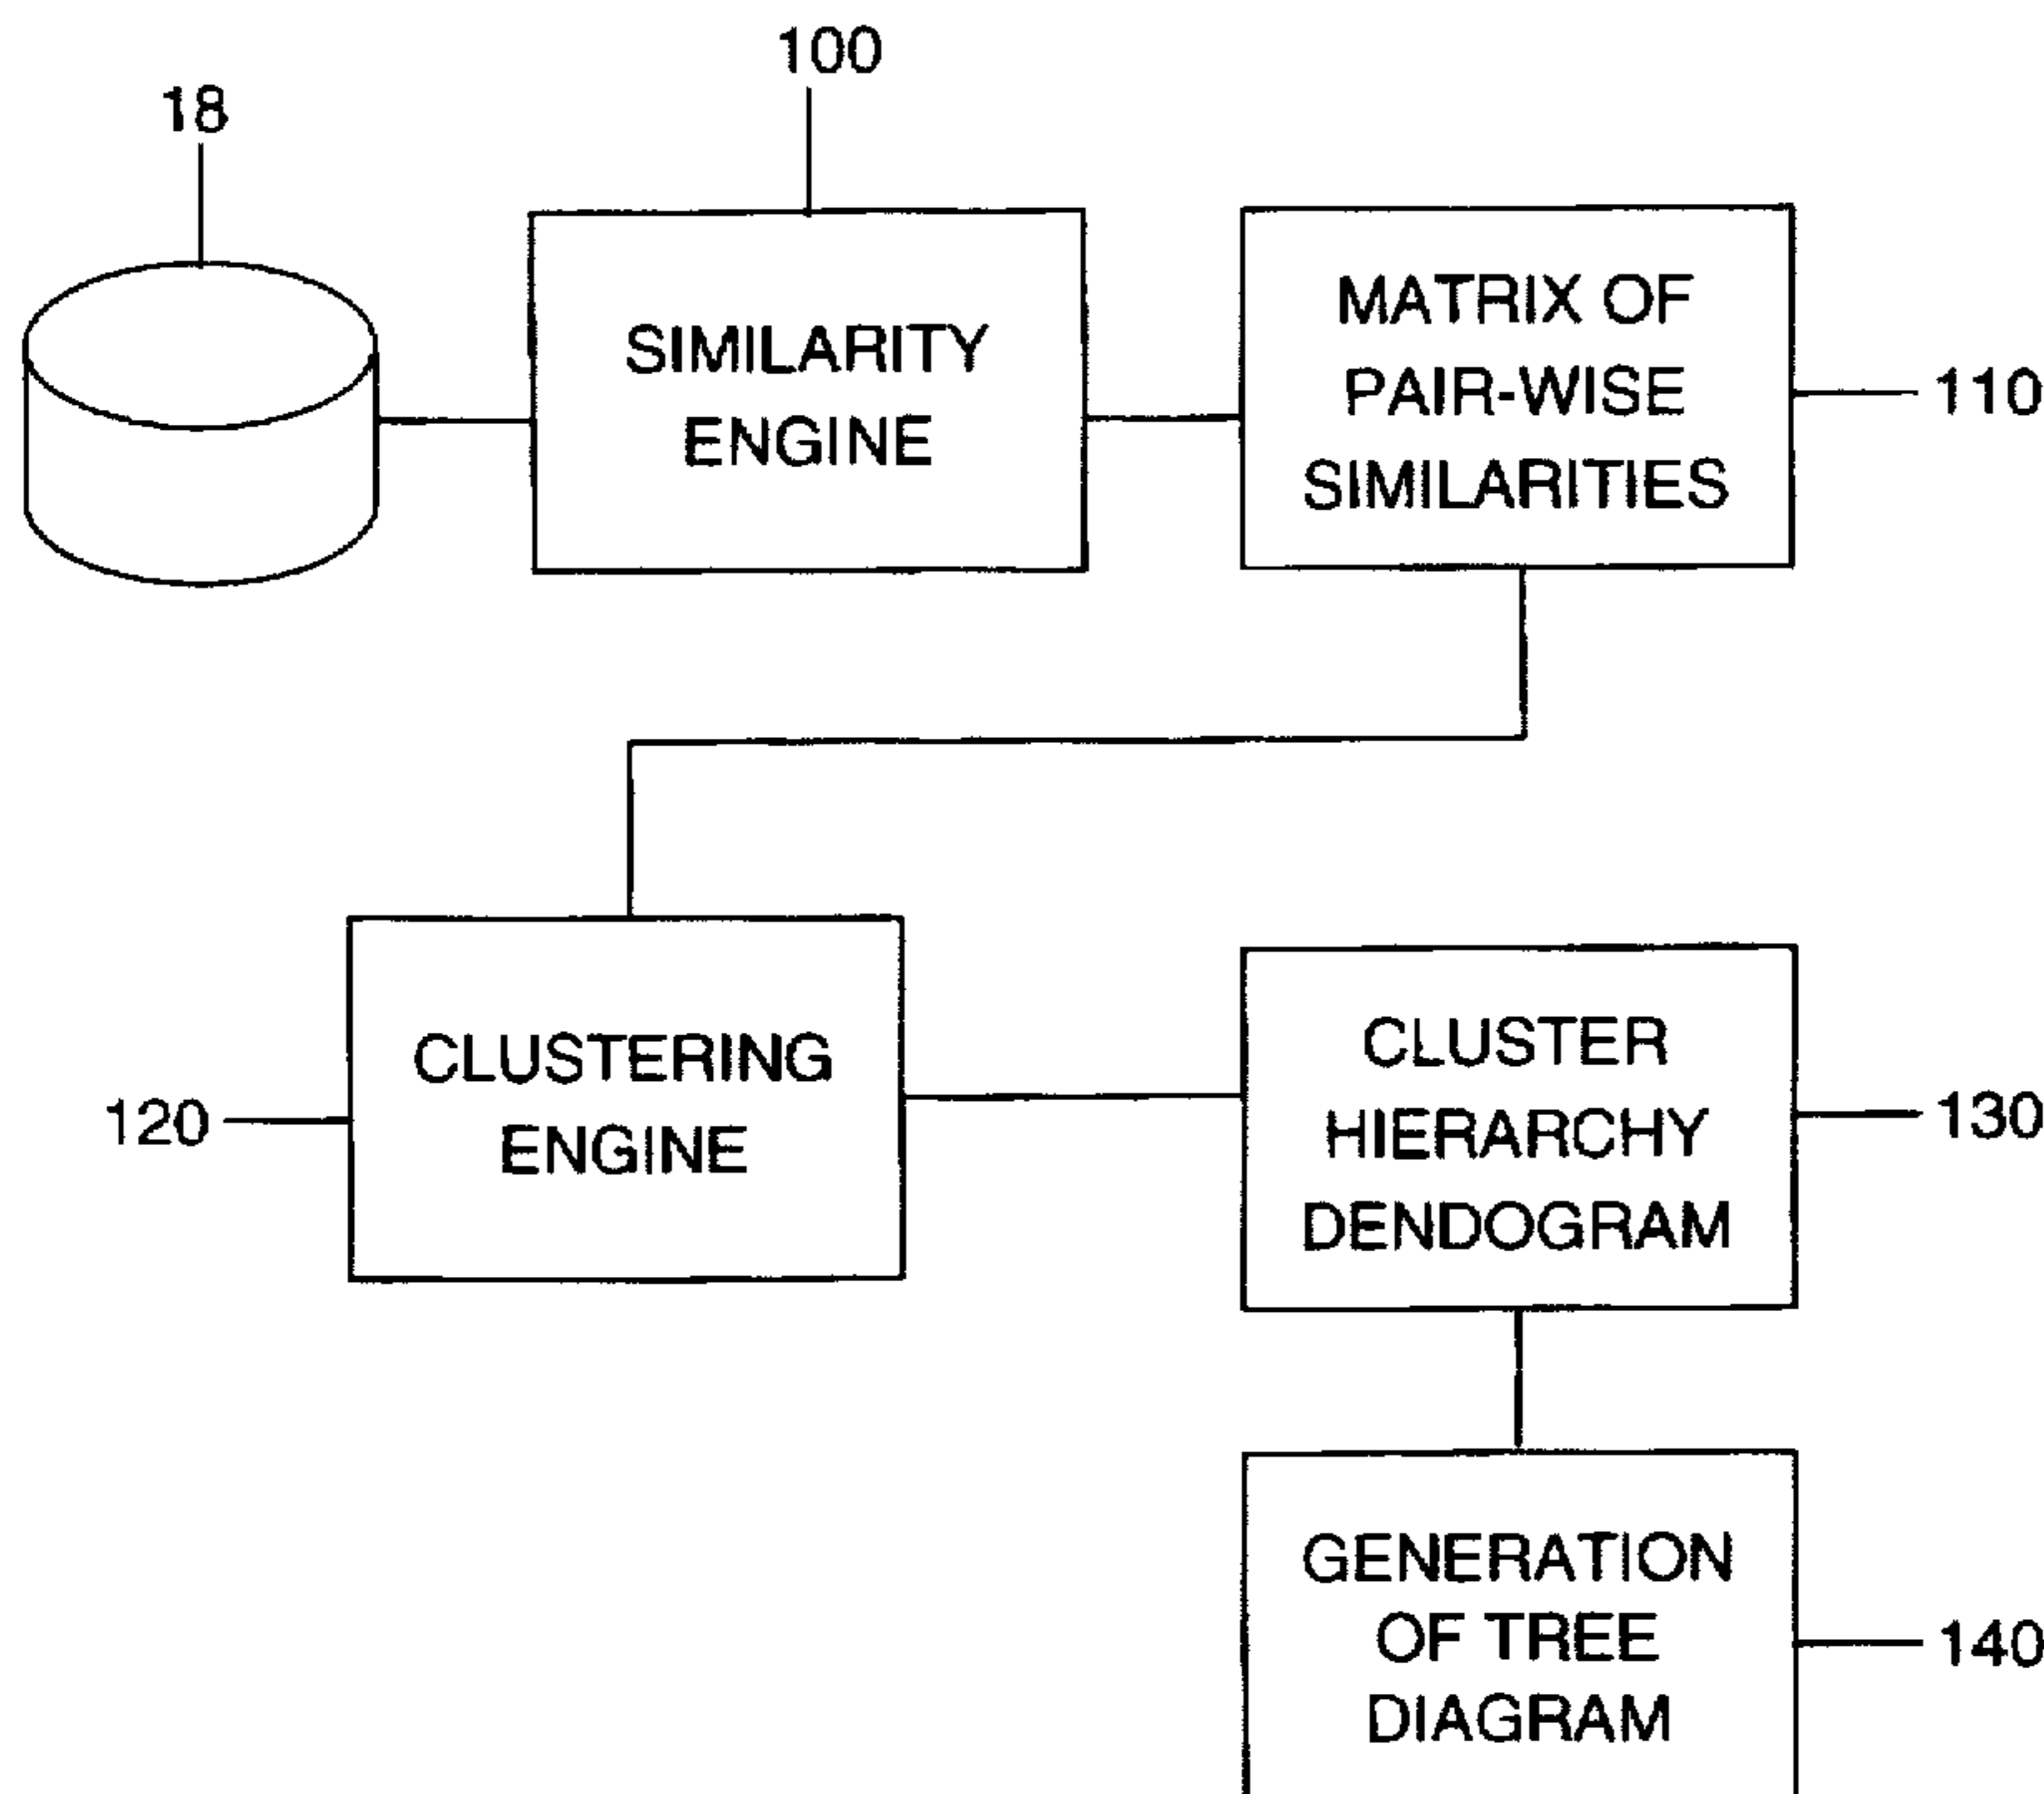 100
18
SIMILARITY
ENGINE
MATRIX OF
PAIR-WISE
SIMILARITIES
110
CLUSTERING
ENGINE
120
CLUSTER
HIERARCHY
DENDOGRAM
130
GENERATION
OF TREE
DIAGRAM
140